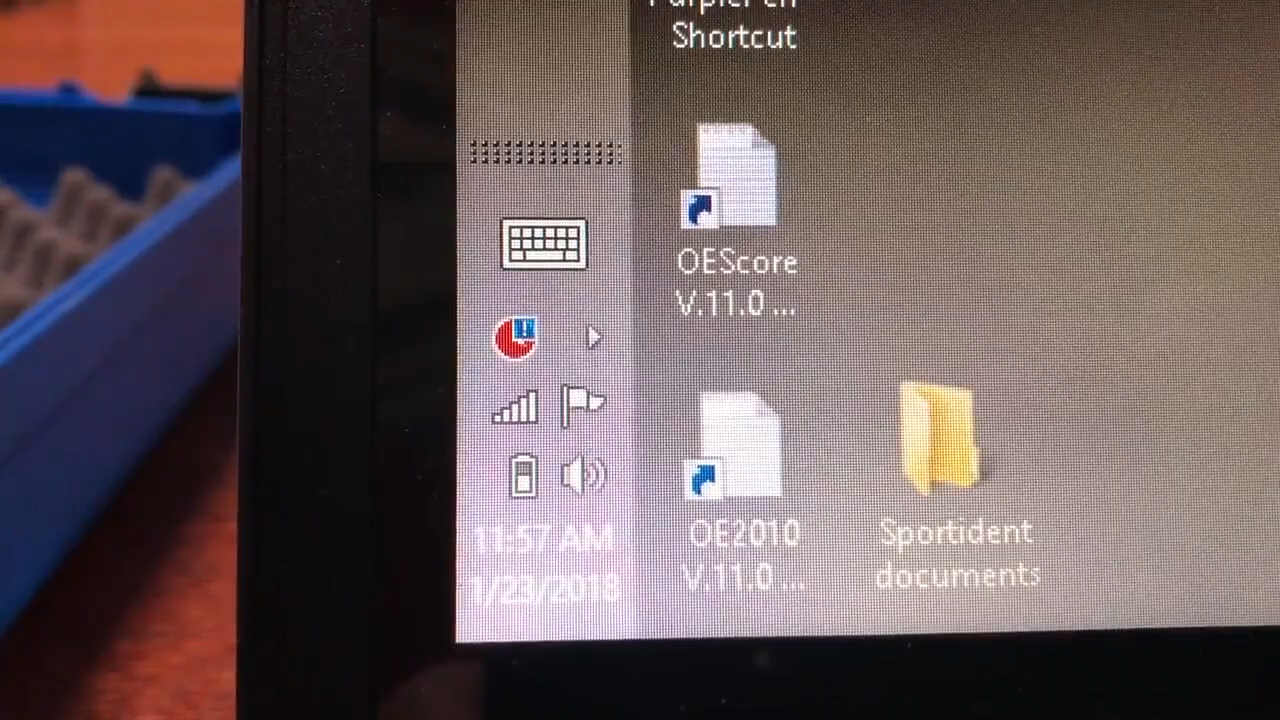 Shortcut
OEScore
V.11.0 ...
OE2010
V.11.0 ...
Sportident
documents
11:57 AM
1/23/2018